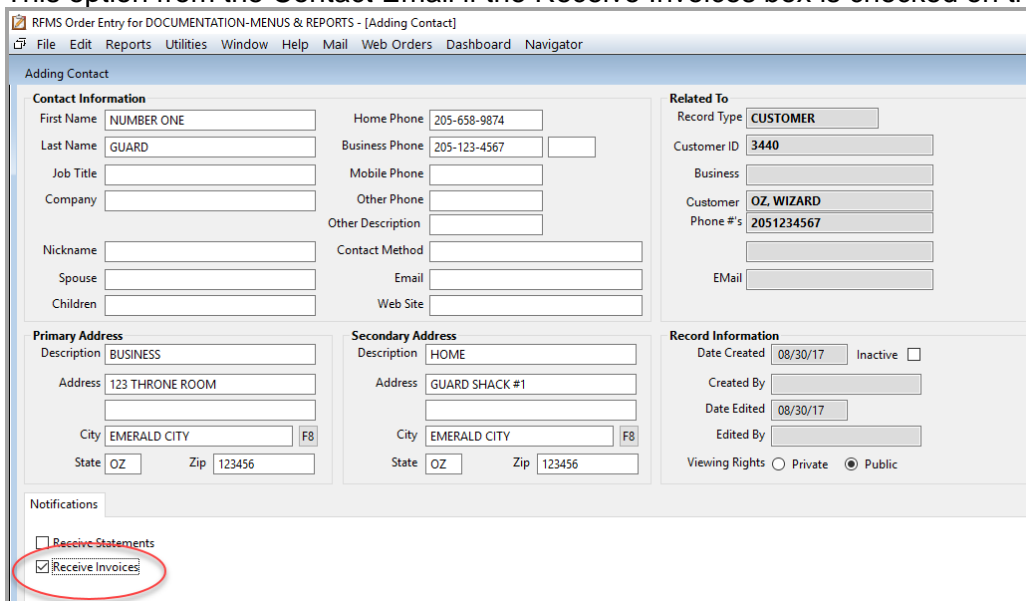 This option from the Contact Email if the Receive Invoices box is checked on t
RFMS Order Entry for DOCUMENTATION-MENUS & REPORTS - [Adding Contact]
File Edit Reports Utilities Window Help Mail Web Orders Dashboard Navigator
Adding Contact
Contact Information
First Name NUMBER ONE
Last Name GUARD
Job Title
Company
Nickname
Spouse
Children
Home Phone 205-658-9874
Business Phone 205-123-4567
Mobile Phone
Other Phone
Other Description
Contact Method
Email
Web Site
Related To
Record Type CUSTOMER
Customer ID 3440
Business
Customer OZ, WIZARD
Phone #'s 2051234567
EMail
Primary Address
Description BUSINESS
Address 123 THRONE ROOM
City EMERALD CITY F8
State OZ Zip 123456
Secondary Address
Description HOME
Address GUARD SHACK #1
City EMERALD CITY F8
State OZ Zip 123456
Record Information
Date Created 08/30/17 Inactive
Created By
Date Edited 08/30/17
Edited By
Viewing Rights Private Public
Notifications
Receive Statements
Receive Invoices